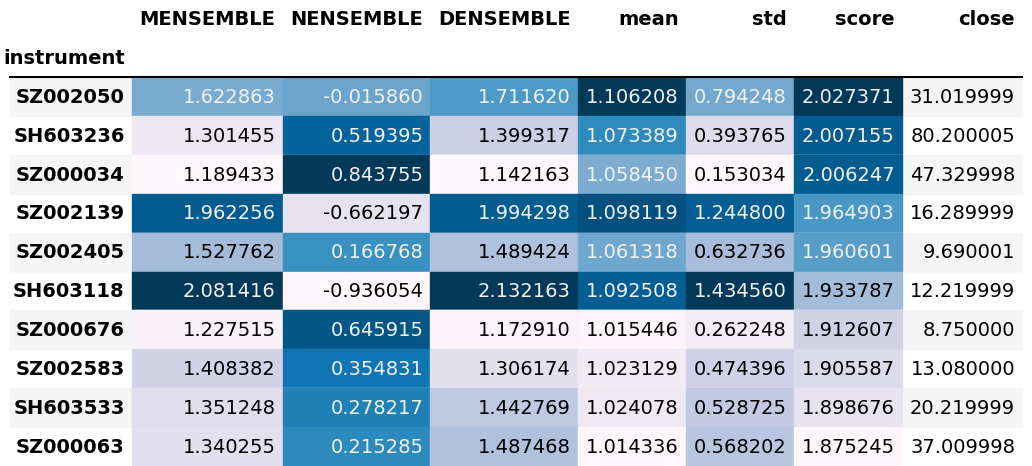 MENSEMBLE NENSEMBLE DENSEMBLE mean std score close
instrument
SZ002050 1.622863 -0.015860 1.711620 1.106208 0.794248 2.027371 31.019999
SH603236 1.301455 0.519395 1.399317 1.073389 0.393765 2.007155 80.200005
SZ000034 1.189433 0.843755 1.142163 1.058450 0.153034 2.006247 47.329998
SZ002139 1.962256 -0.662197 1.994298 1.098119 1.244800 1.964903 16.289999
SZ002405 1.527762 0.166768 1.489424 1.061318 0.632736 1.960601 9.690001
SH603118 2.081416 -0.936054 2.132163 1.092508 1.434560 1.933787 12.219999
SZ000676 1.227515 0.645915 1.172910 1.015446 0.262248 1.912607 8.750000
SZ002583 1.408382 0.354831 1.306174 1.023129 0.474396 1.905587 13.080000
SH603533 1.351248 0.278217 1.442769 1.024078 0.528725 1.898676 20.219999
SZ000063 1.340255 0.215285 1.487468 1.014336 0.568202 1.875245 37.009998